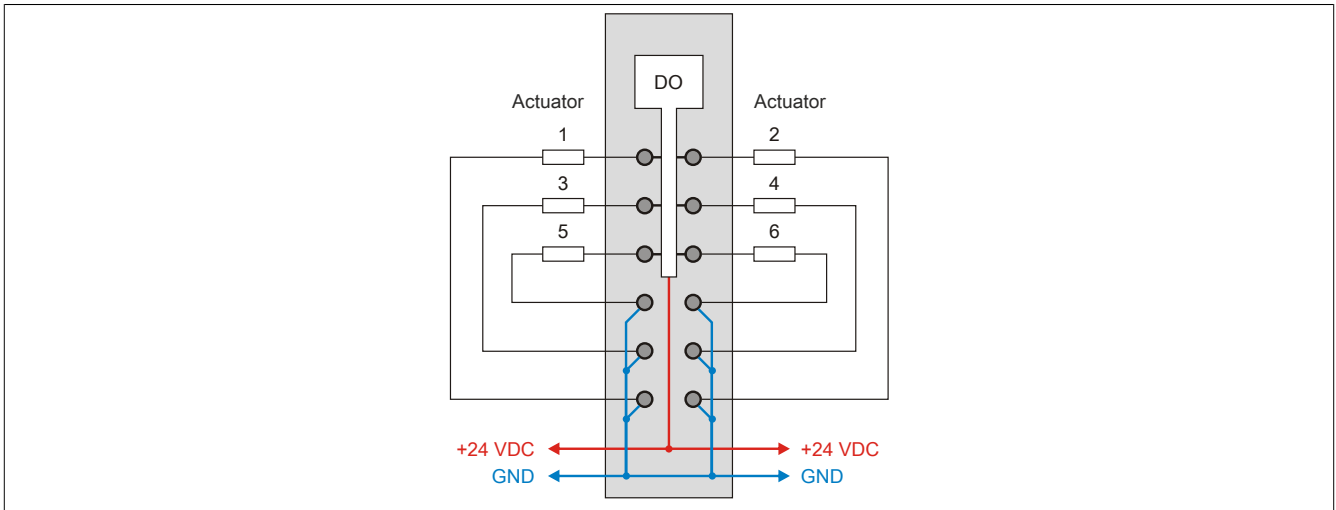 DO
Actuator Actuator
1 2
3 4
5 6
+24 VDC +24 VDC
GND GND